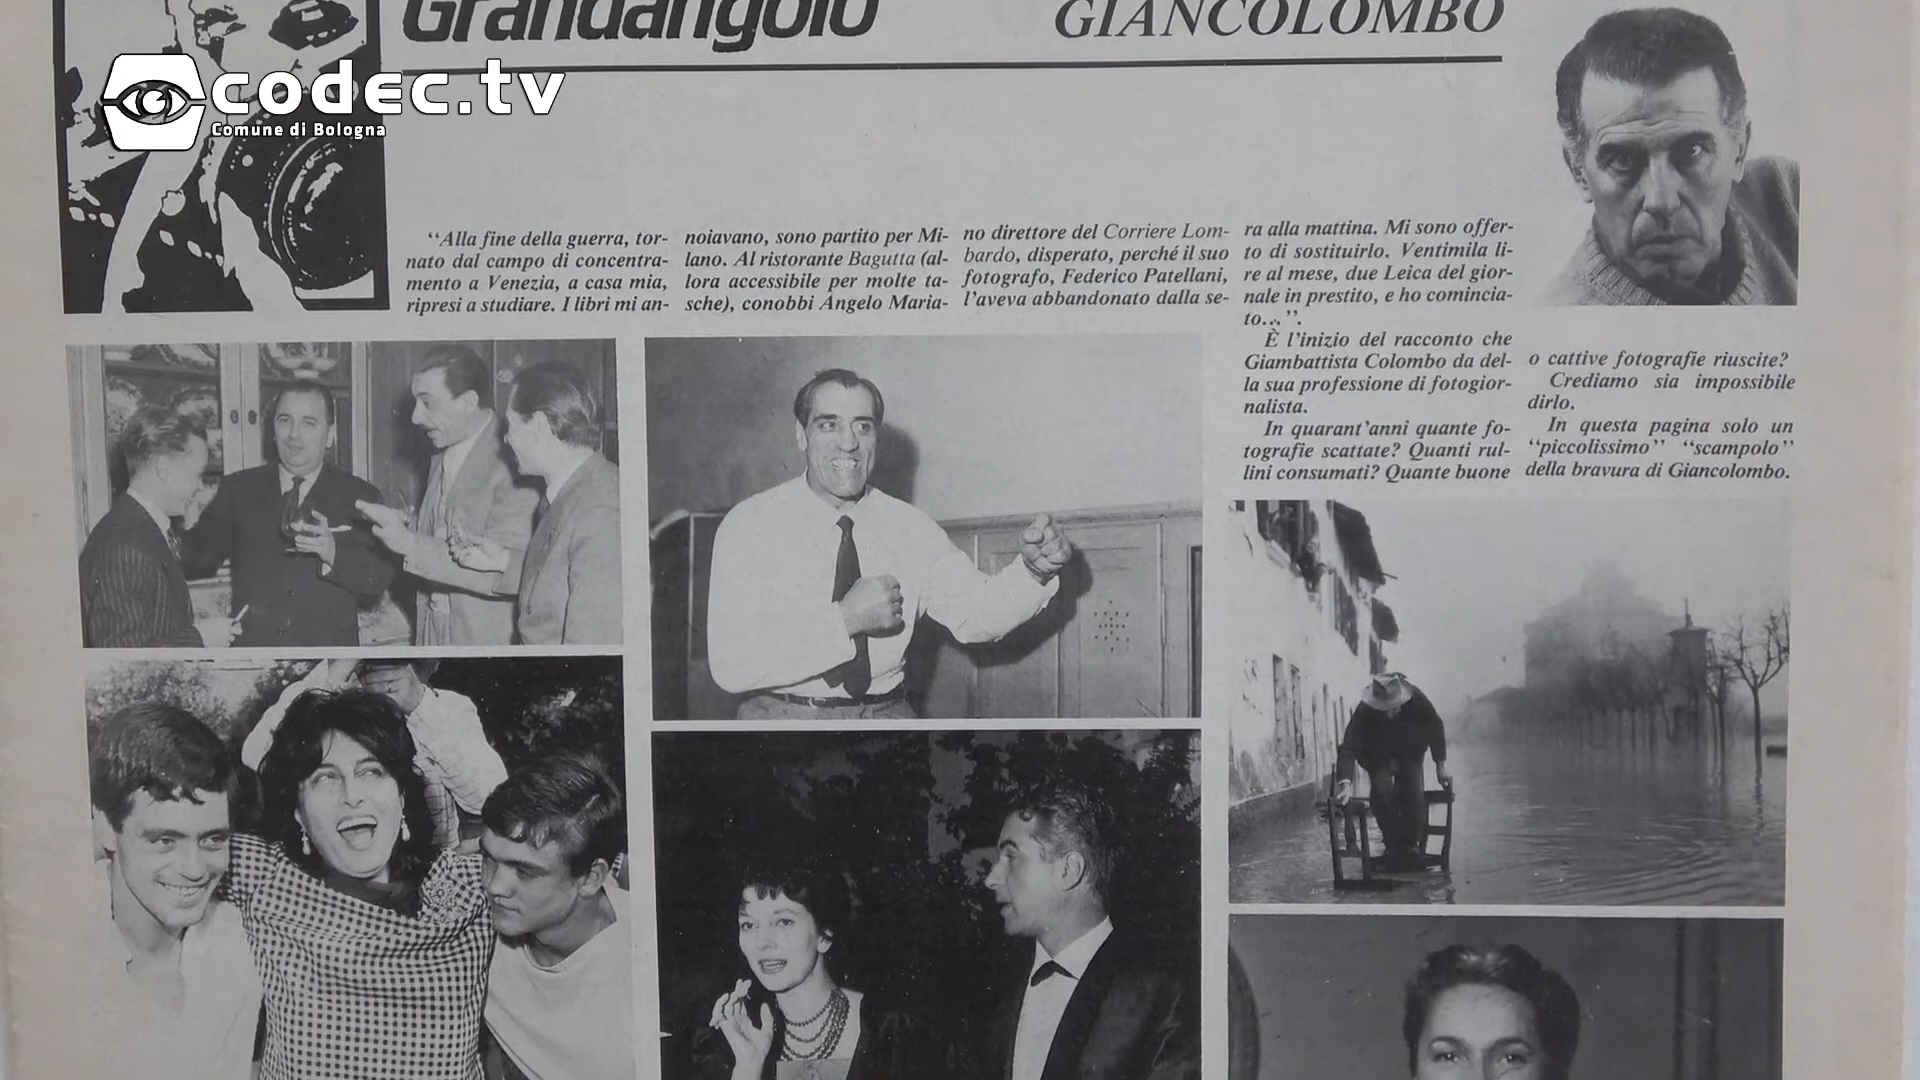 Grandangolo
GIANCOLOMBO
codec.tv
Comune di Bologna
“Alla fine della guerra, tor-
nato dal campo di concentra-
mento a Venezia, a casa mia,
ripresi a studiare. I libri mi an-
noiavano, sono partito per Mi-
lano. Al ristorante Bagutta (al-
lora accessibile per molte ta-
sche), conobbi Angelo Maria-
no direttore del Corriere Lom-
bardo, disperato, perché il suo
fotografo, Federico Patellani,
l’aveva abbandonato dalla se-
ra alla mattina. Mi sono offer-
to di sostituirlo. Ventimila li-
re al mese, due Leica del gior-
nale in prestito, e ho comincia-
to...”.
È l’inizio del racconto che
Giambattista Colombo da del-
la sua professione di fotogior-
nalista.
In quarant’anni quante fo-
tografie scattate? Quanti rul-
lini consumati? Quante buone
o cattive fotografie riuscite?
Crediamo sia impossibile
dirlo.
In questa pagina solo un
“piccolissimo” “scampolo”
della bravura di Giancolombo.